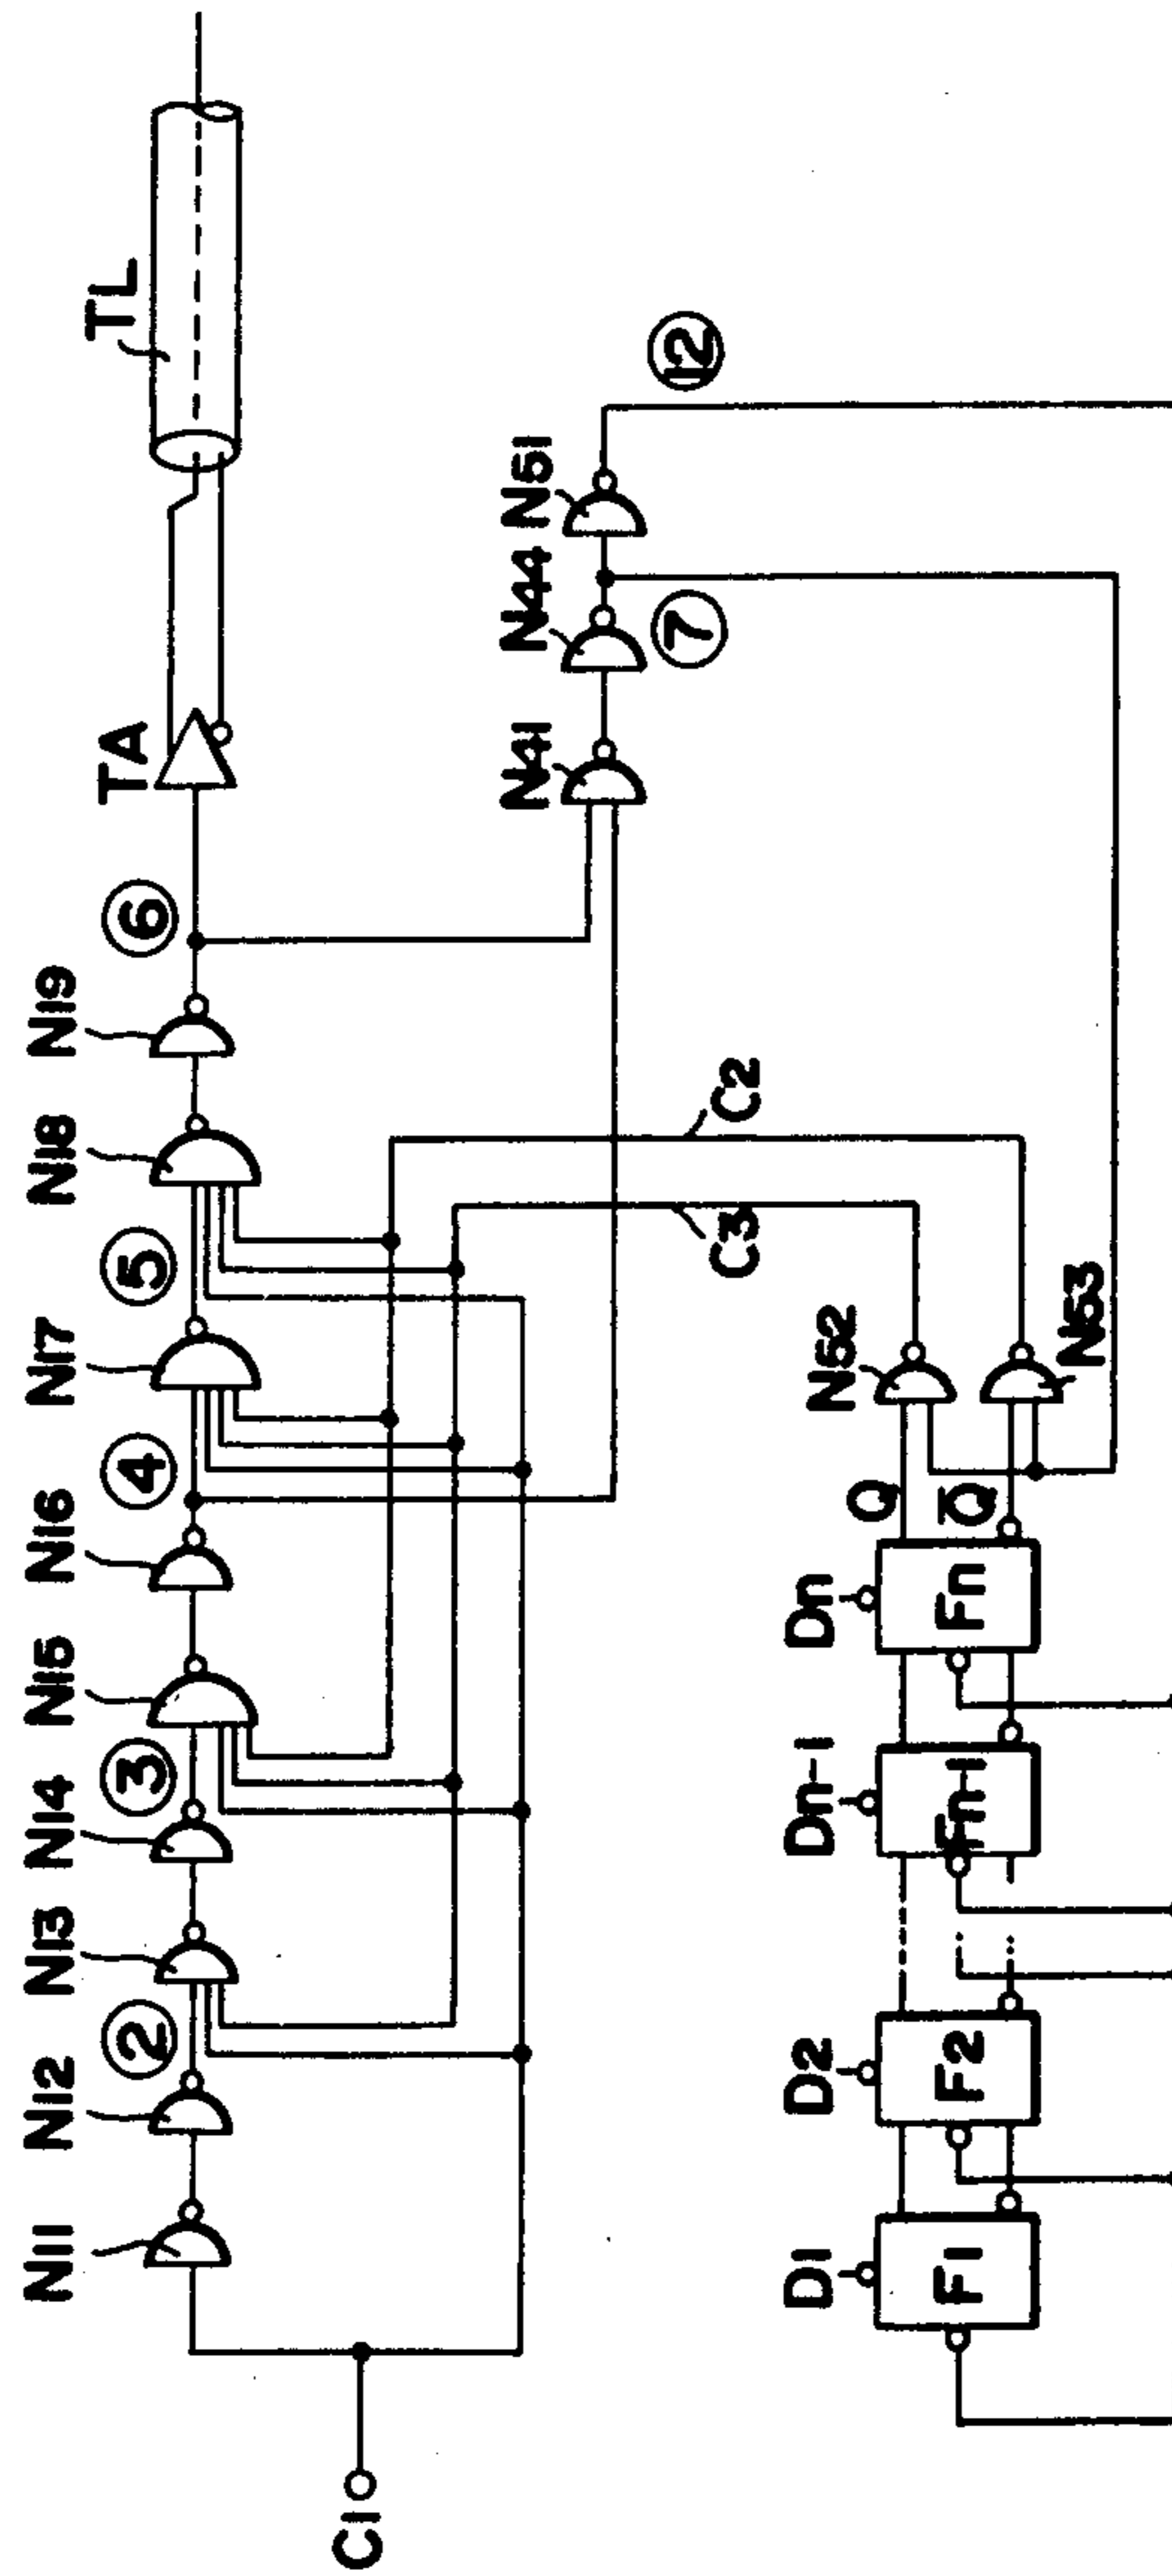 TL
TA
N11
N12
N13
N14
N15
N16
N17
N18
N19
②
③
④
⑤
⑥
N41
N44
N51
⑦
⑫
C1
C2
C3
N52
N53
Q
Q̅
D1
D2
Dn-1
Dn
F1
F2
Fn-1
Fn